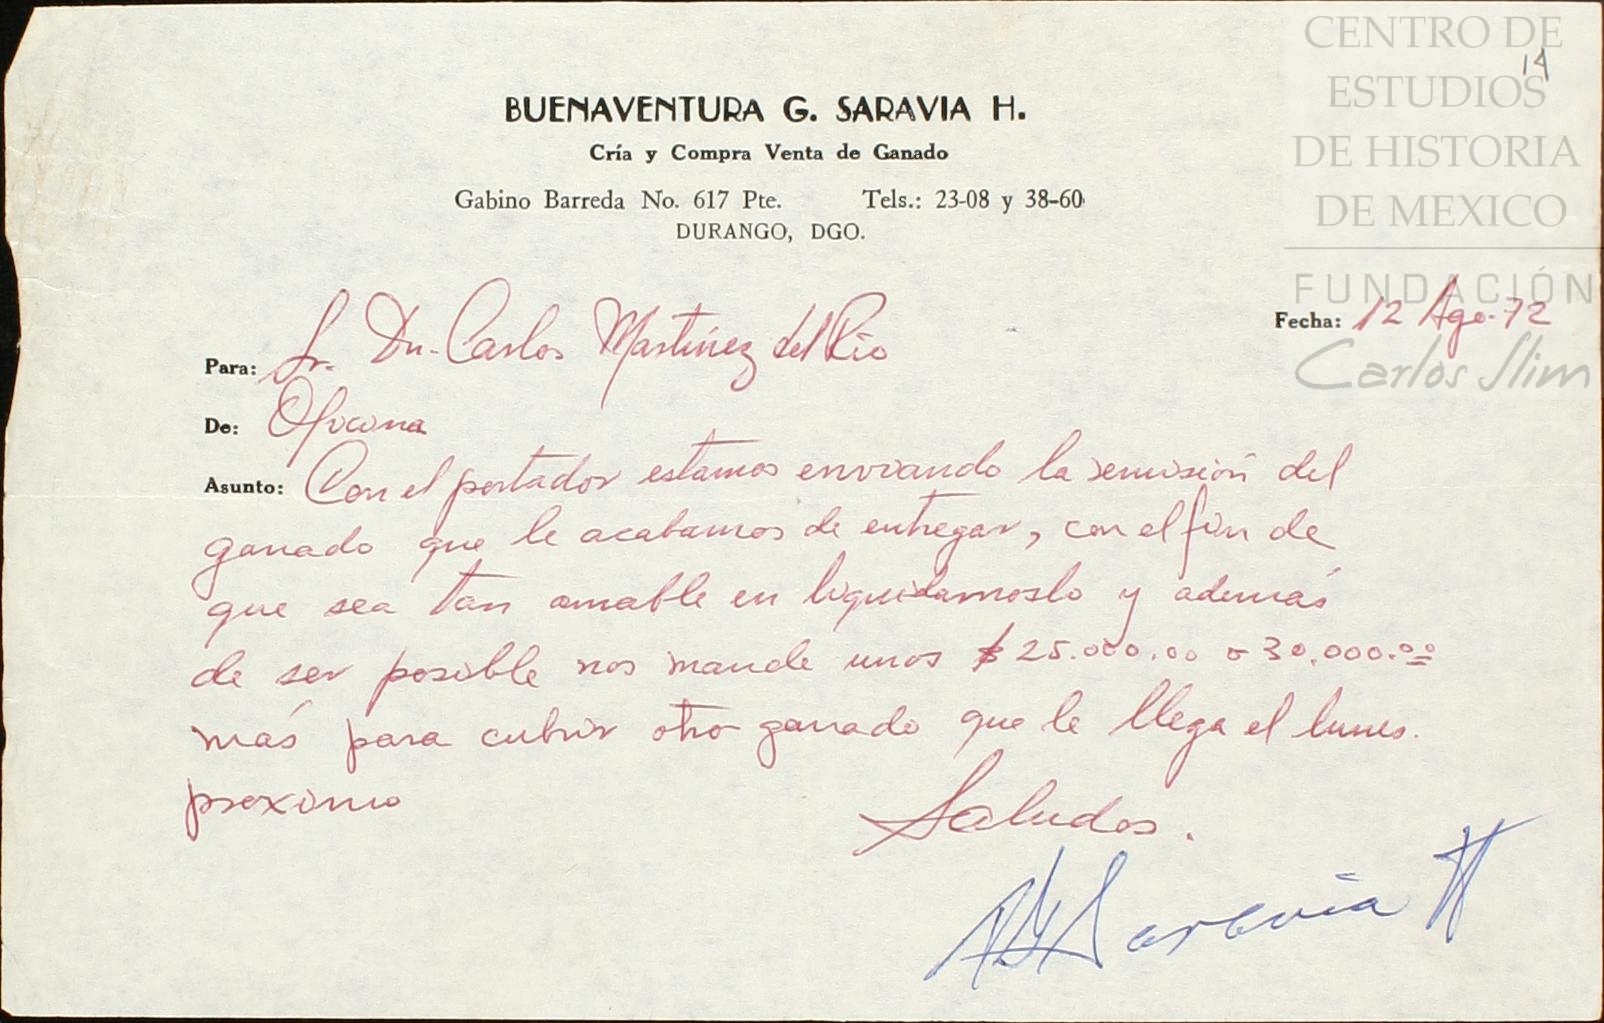 CENTRO DE
ESTUDIOS
DE HISTORIA
DE MEXICO
FUNDACIÓN
Carlos Slim
14
BUENAVENTURA G. SARAVIA H.
Cría y Compra Venta de Ganado
Gabino Barreda No. 617 Pte. Tels.: 23-08 y 38-60
DURANGO, DGO.
Fecha: 12 Ago-72
Para: Sr. Dn. Carlos Martínez del Río
De: Oficina
Asunto: Con el portador estamos enviando la remisión del
ganado que le acabamos de entregar, con el fin de
que sea tan amable en liquidarnoslo y además
de ser posible nos mande unos $25.000.00 o 30,000.00
más para cubrir otro ganado que le llega el lunes.
proximo
Saludos.
Saravia H